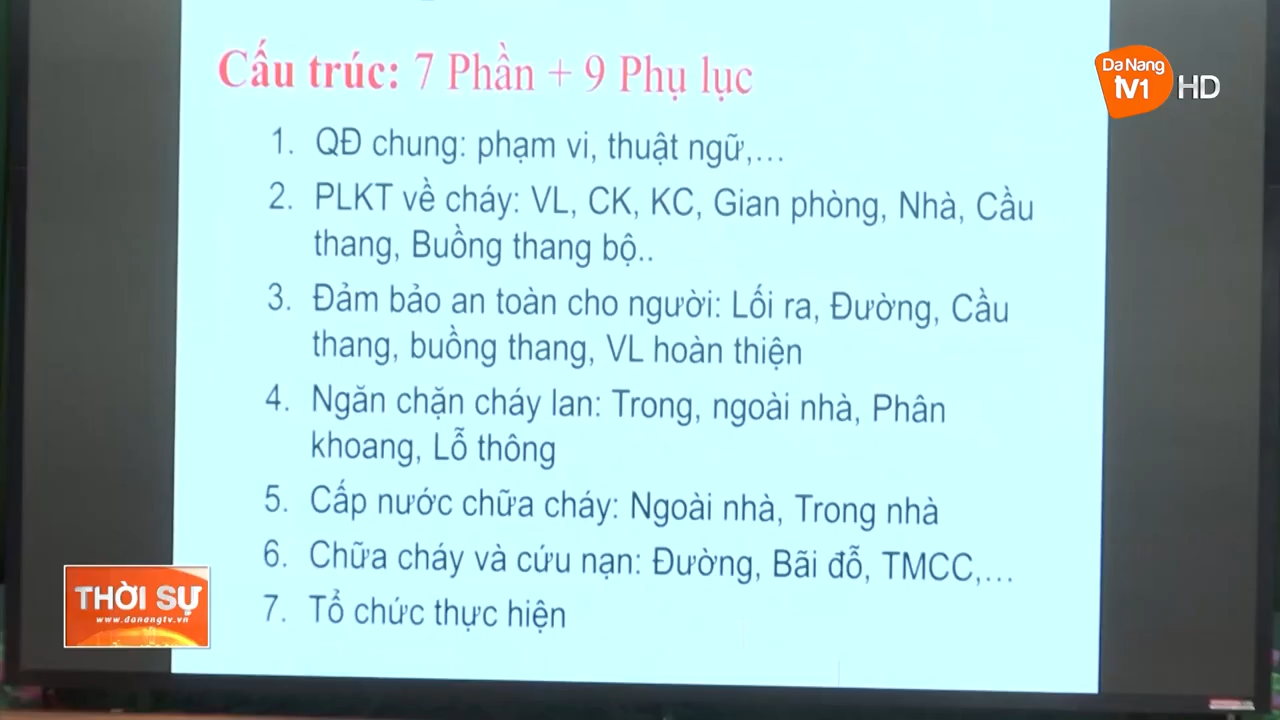 Cấu trúc: 7 Phần + 9 Phụ lục
1. QĐ chung: phạm vi, thuật ngữ,...
2. PLKT về cháy: VL, CK, KC, Gian phòng, Nhà, Cầu
thang, Buồng thang bộ..
3. Đảm bảo an toàn cho người: Lối ra, Đường, Cầu
thang, buồng thang, VL hoàn thiện
4. Ngăn chặn cháy lan: Trong, ngoài nhà, Phân
khoang, Lỗ thông
5. Cấp nước chữa cháy: Ngoài nhà, Trong nhà
6. Chữa cháy và cứu nạn: Đường, Bãi đỗ, TMCC,...
7. Tổ chức thực hiện
Da Nang
TV1 HD
THỜI SỰ
www.danangtv.vn